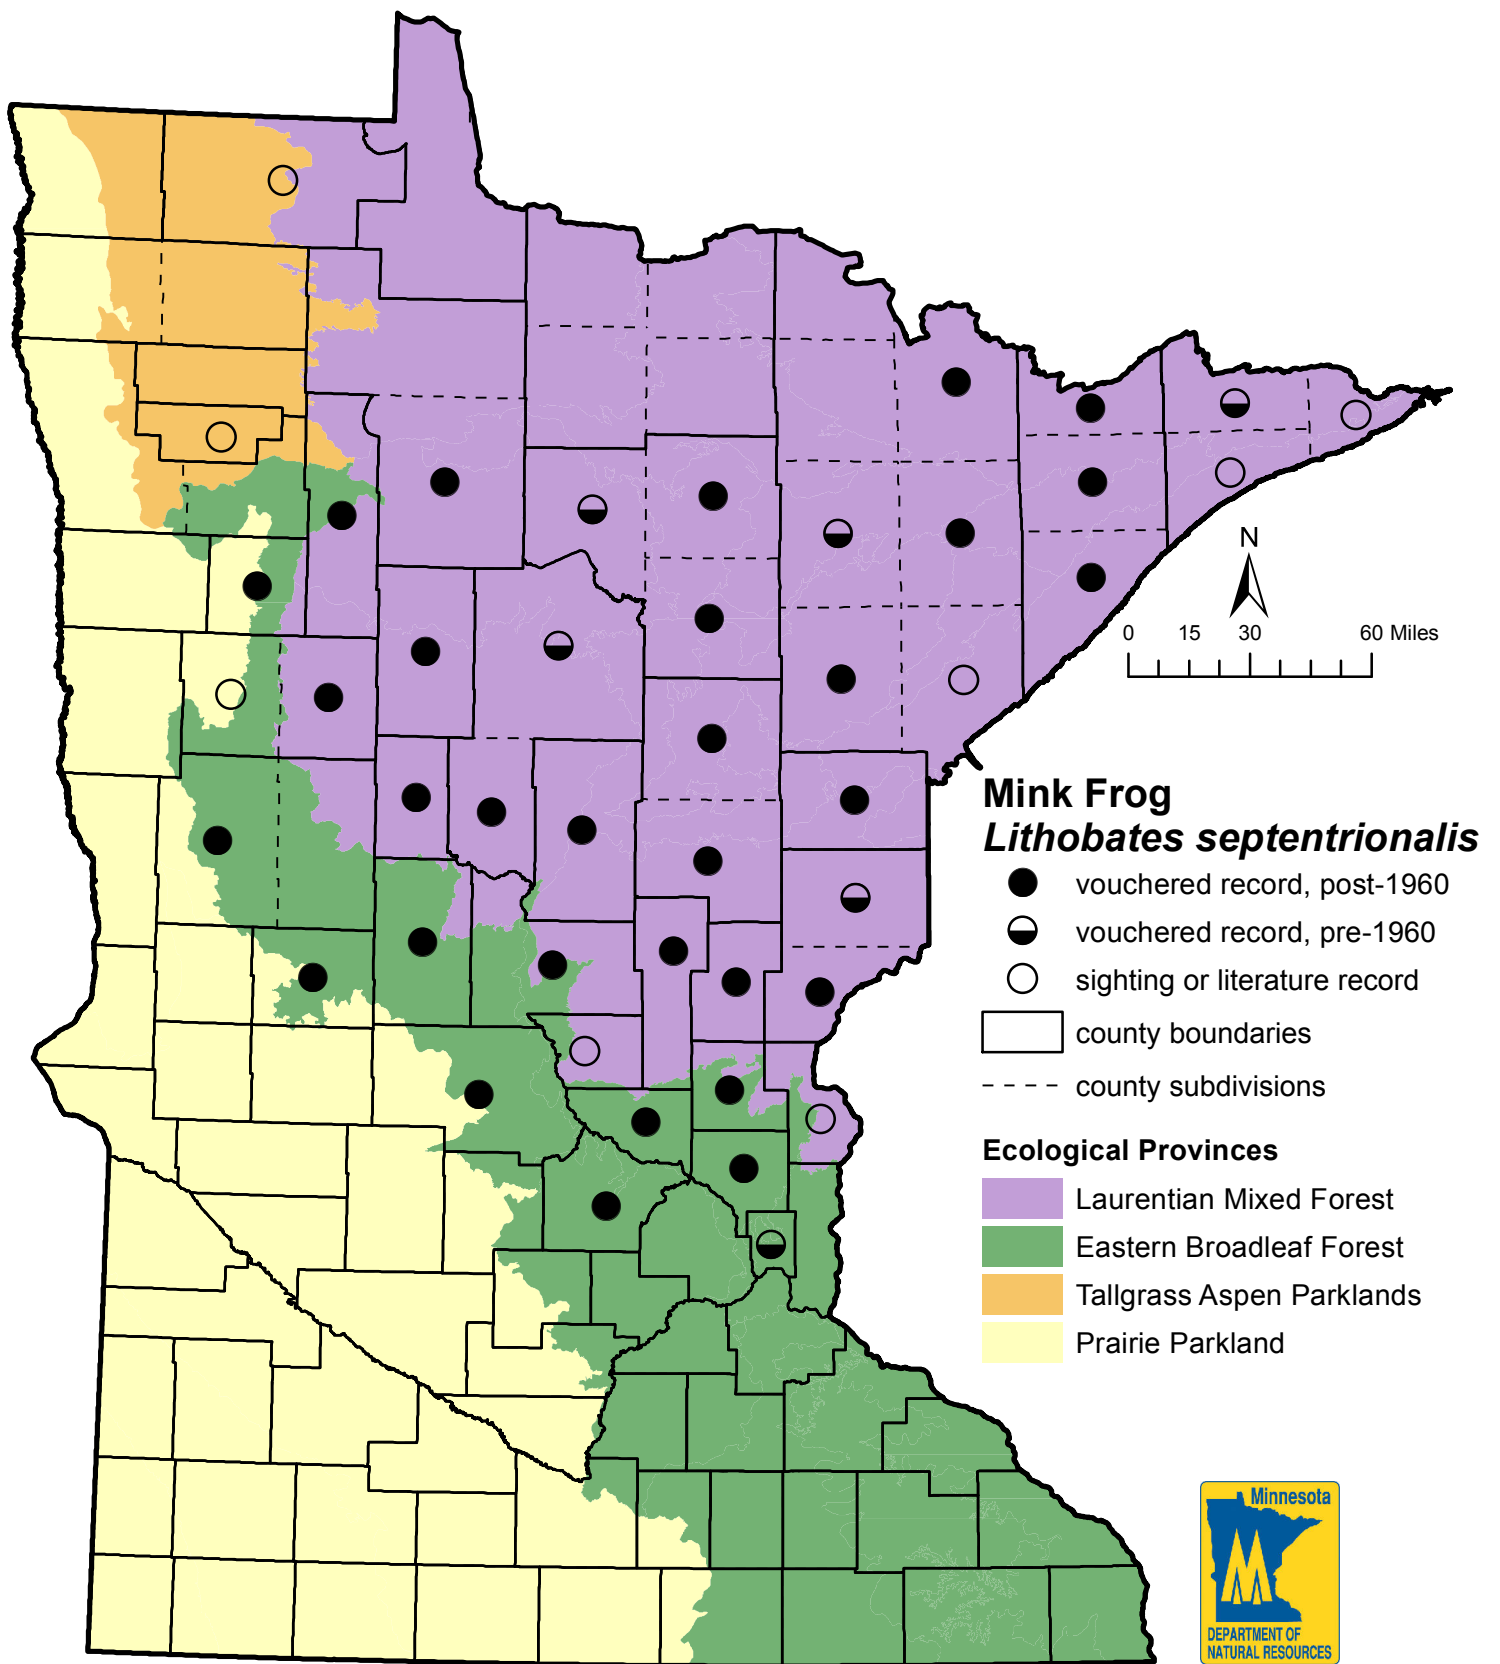 N
0 15 30 60 Miles
Mink Frog
Lithobates septentrionalis
vouchered record, post-1960
vouchered record, pre-1960
sighting or literature record
county boundaries
county subdivisions
Ecological Provinces
Laurentian Mixed Forest
Eastern Broadleaf Forest
Tallgrass Aspen Parklands
Prairie Parkland
Minnesota
DEPARTMENT OF
NATURAL RESOURCES